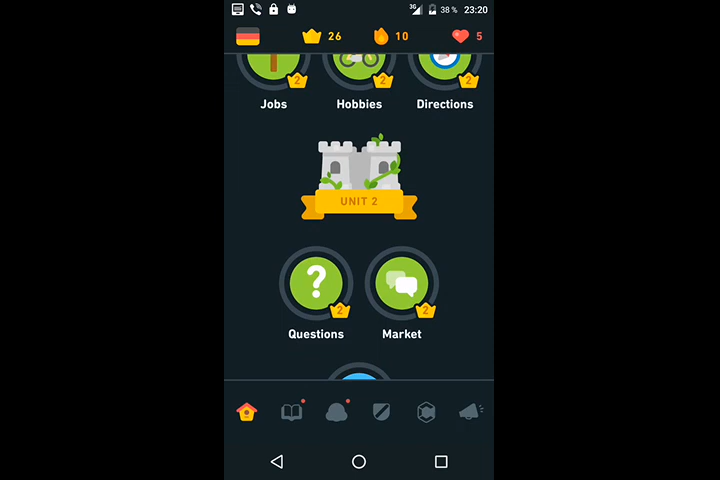 3G 38 % 23:20
26 10 5
2 2 2
Jobs Hobbies Directions
UNIT 2
2 2
Questions Market